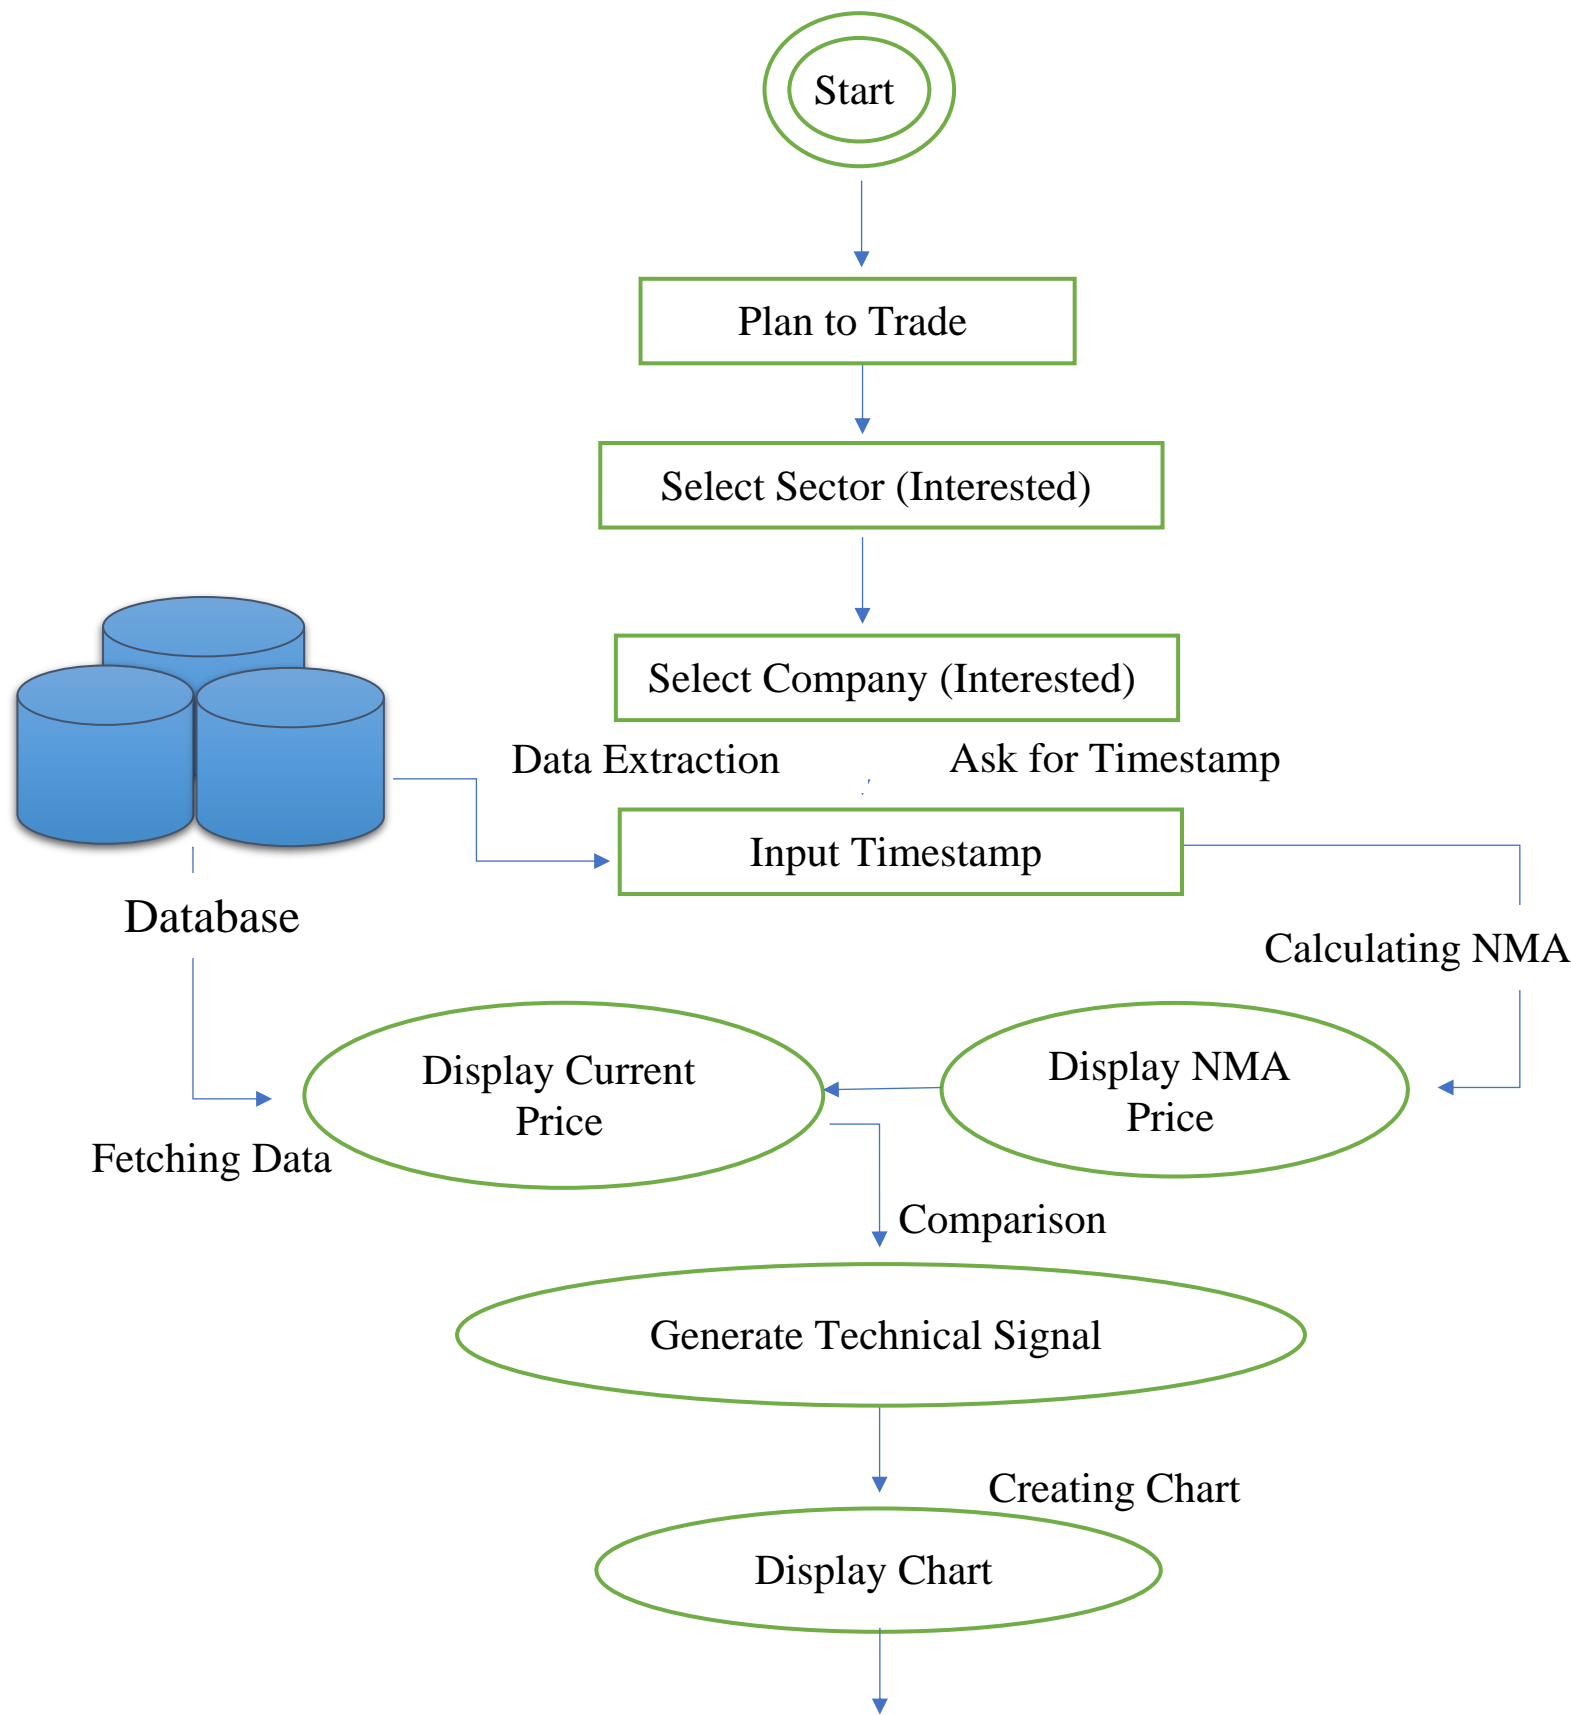 Start
Plan to Trade
Select Sector (Interested)
Select Company (Interested)
Data Extraction
Ask for Timestamp
Input Timestamp
Database
Calculating NMA
Display Current
Price
Display NMA
Price
Fetching Data
Comparison
Generate Technical Signal
Creating Chart
Display Chart